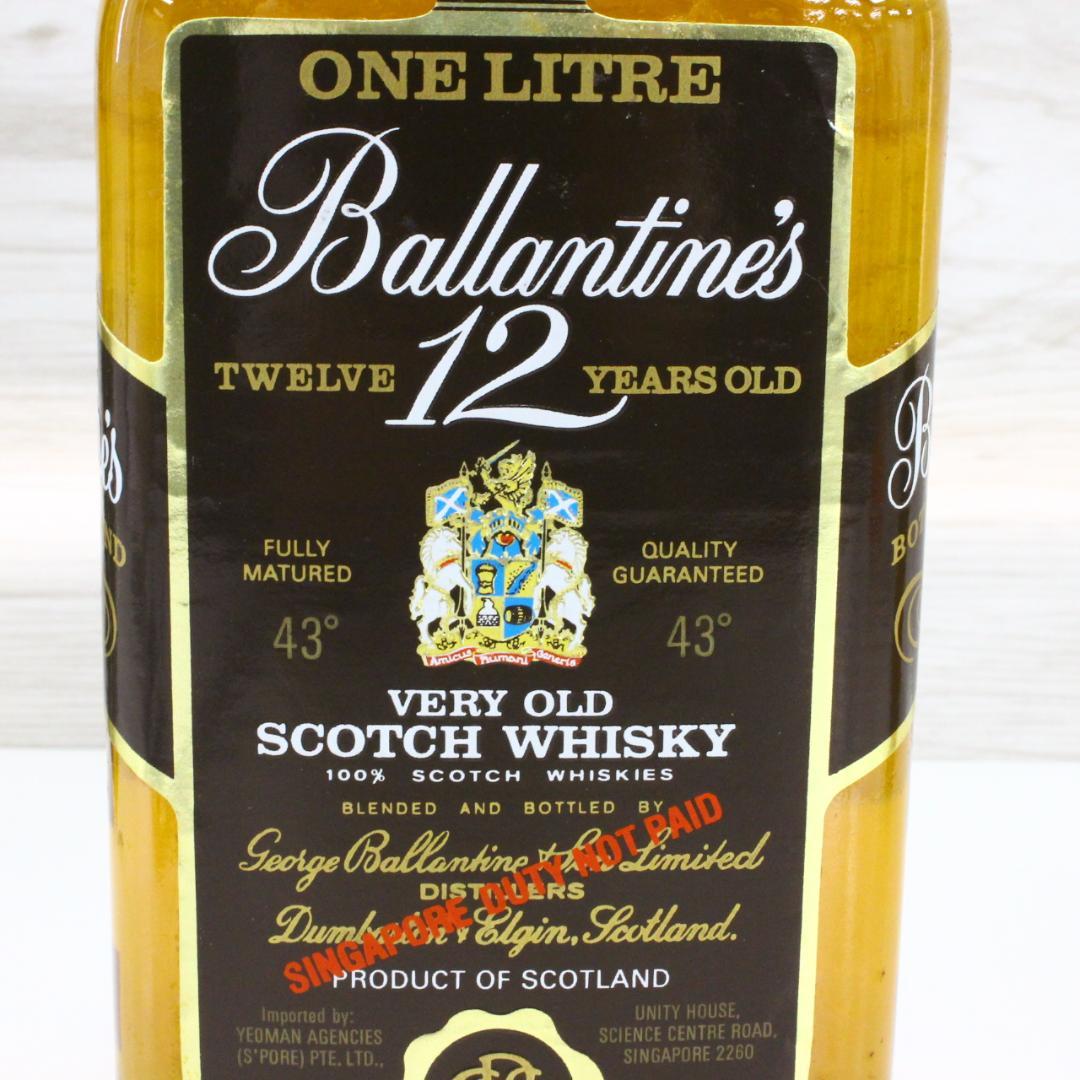 ONE LITRE
Ballantine's
12
TWELVE YEARS OLD
FULLY
MATURED
43°
QUALITY
GUARANTEED
43°
Amicus Humani Generis
VERY OLD
SCOTCH WHISKY
100% SCOTCH WHISKIES
BLENDED AND BOTTLED BY
George Ballantine & Son Limited
DISTILLERS
Dumbarton & Elgin, Scotland.
SINGAPORE DUTY NOT PAID
PRODUCT OF SCOTLAND
Imported by:
YEOMAN AGENCIES
(S'PORE) PTE. LTD.,
UNITY HOUSE,
SCIENCE CENTRE ROAD,
SINGAPORE 2260